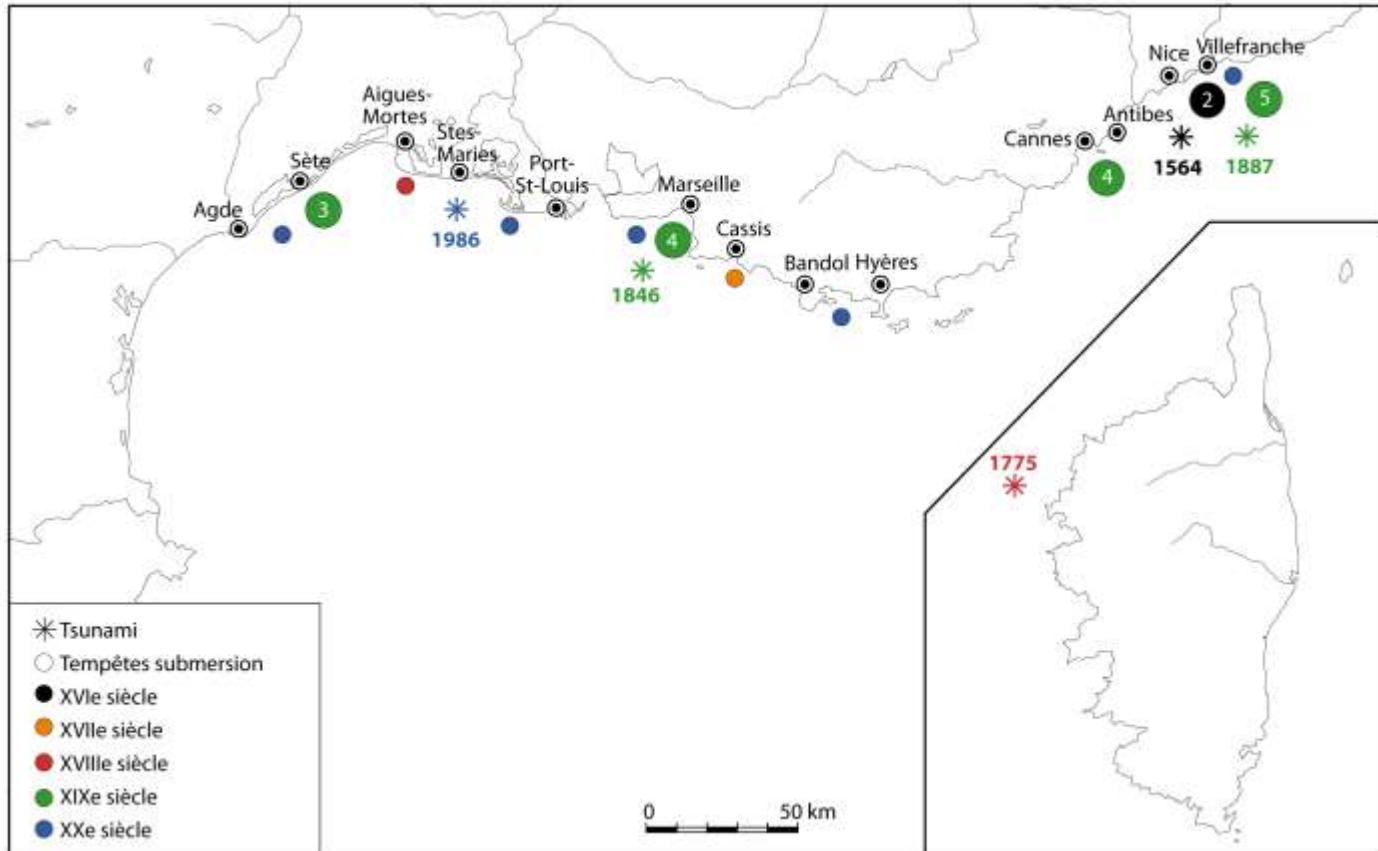 Nice
Villefranche
Aigues-
Mortes
Stes-
Maries
Antibes
2
5
Cannes
1564
1887
Sète
Port-
St-Louis
Marseille
4
Agde
3
1986
Cassis
4
Bandol
Hyères
1846
1775
Tsunami
Tempêtes submersion
XVIe siècle
XVIIe siècle
XVIIIe siècle
XIXe siècle
XXe siècle
0
50 km